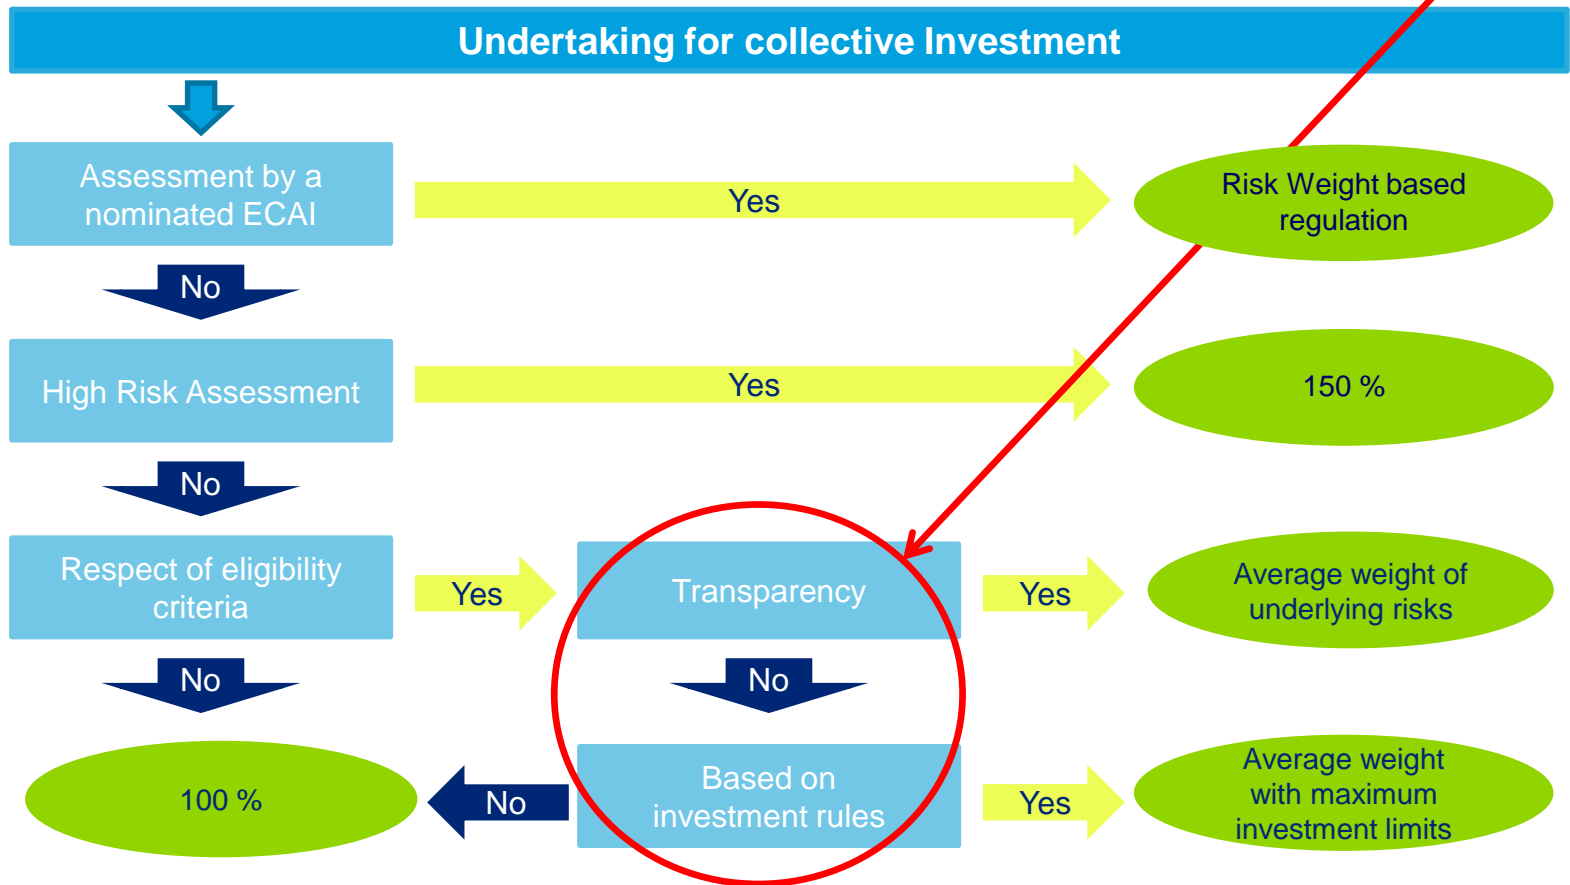 Undertaking for collective Investment
Assessment by a
nominated ECAI
Yes
Risk Weight based
regulation
No
High Risk Assessment
Yes
150 %
No
Respect of eligibility
criteria
Yes
Transparency
Yes
Average weight of
underlying risks
No
No
100 %
No
Based on
investment rules
Yes
Average weight
with maximum
investment limits